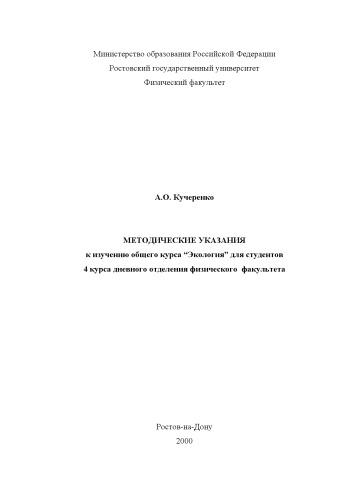 Министерство образования Российской Федерации
Ростовский государственный университет
Физический факультет
А.О. Кучеренко
МЕТОДИЧЕСКИЕ УКАЗАНИЯ
к изучению общего курса “Экология” для студентов
4 курса дневного отделения физического факультета
Ростов-на-Дону
2000